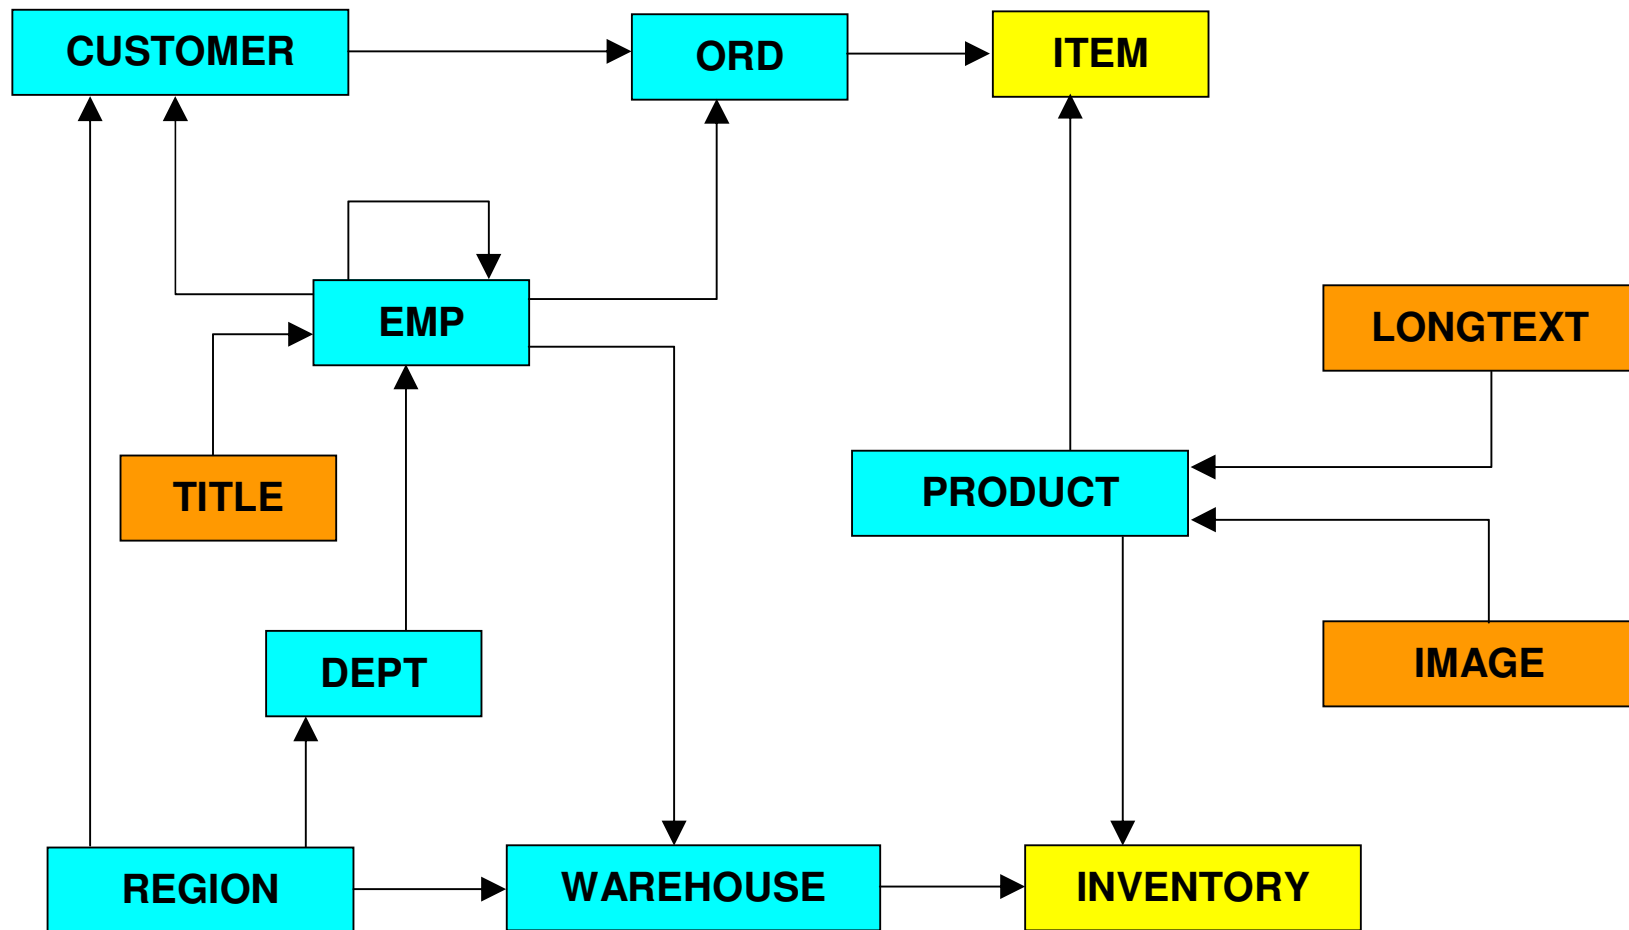 CUSTOMER
ORD
ITEM
EMP
LONGTEXT
TITLE
PRODUCT
DEPT
IMAGE
REGION
WAREHOUSE
INVENTORY